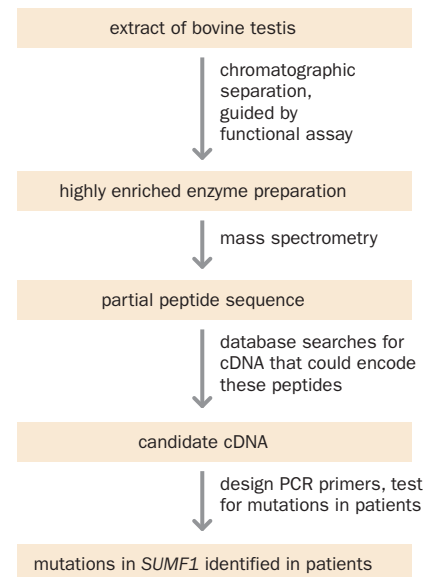 extract of bovine testis
chromatographic
separation,
guided by
functional assay
highly enriched enzyme preparation
mass spectrometry
partial peptide sequence
database searches for
cDNA that could encode
these peptides
candidate cDNA
design PCR primers, test
for mutations in patients
mutations in SUMF1 identified in patients